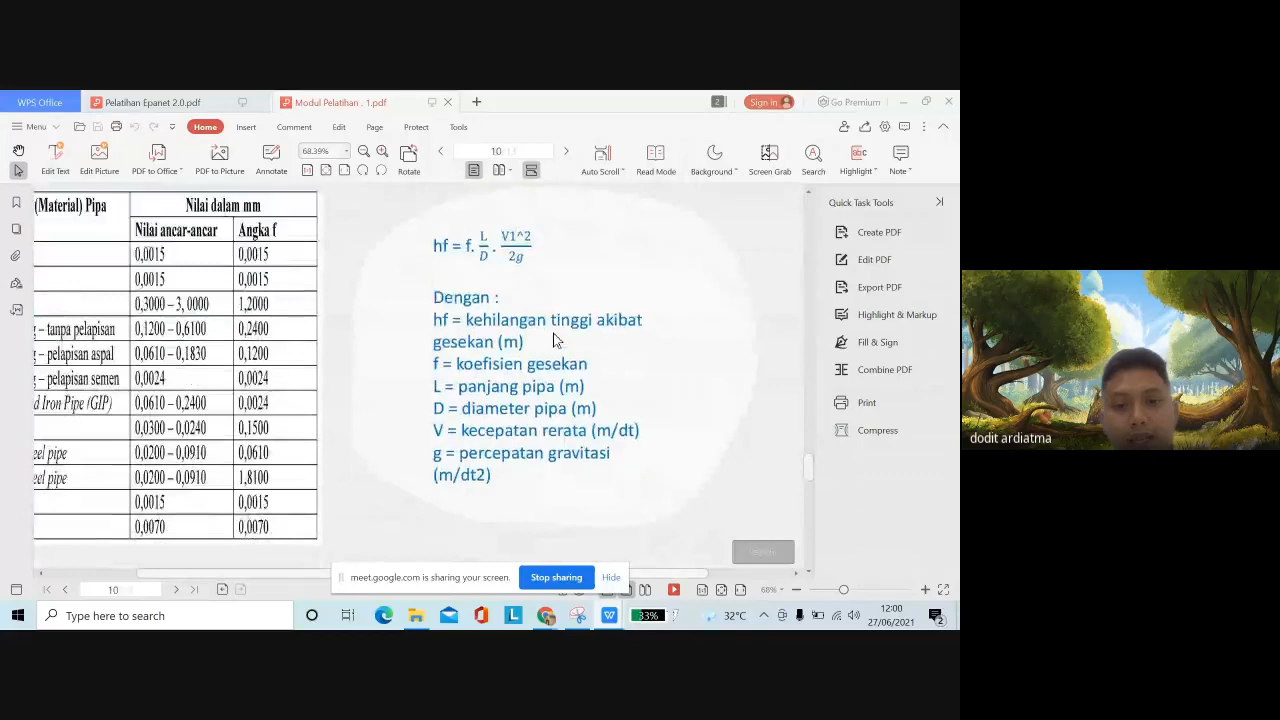 WPS Office
Pelatihan Epanet 2.0.pdf
Modul Pelatihan . 1.pdf
2
Sign in
Go Premium
Menu
Home
Insert
Comment
Edit
Page
Protect
Tools
68.39%
10
Edit Text
Edit Picture
PDF to Office
PDF to Picture
Annotate
Rotate
Auto Scroll
Read Mode
Background
Screen Grab
Search
Highlight
Note
(Material) Pipa Nilai dalam mm
Nilai ancar-ancar Angka f
0,0015 0,0015
0,0015 0,0015
0,3000 – 3, 0000 1,2000
g – tanpa pelapisan 0,1200 – 0,6100 0,2400
g – pelapisan aspal 0,0610 – 0,1830 0,1200
g – pelapisan semen 0,0024 0,0024
d Iron Pipe (GIP) 0,0610 – 0,2400 0,0024
0,0300 – 0,0240 0,1500
eel pipe 0,0200 – 0,0910 0,0610
eel pipe 0,0200 – 0,0910 1,8100
0,0015 0,0015
0,0070 0,0070
hf = f. L/D . V1^2/2g
Dengan :
hf = kehilangan tinggi akibat
gesekan (m)
f = koefisien gesekan
L = panjang pipa (m)
D = diameter pipa (m)
V = kecepatan rerata (m/dt)
g = percepatan gravitasi
(m/dt2)
Quick Task Tools
Create PDF
Edit PDF
Export PDF
Highlight & Markup
Fill & Sign
Combine PDF
Print
Compress
dodit ardiatma
meet.google.com is sharing your screen.
Stop sharing
Hide
10
68%
Type here to search
33%
32°C
12:00
27/06/2021
2